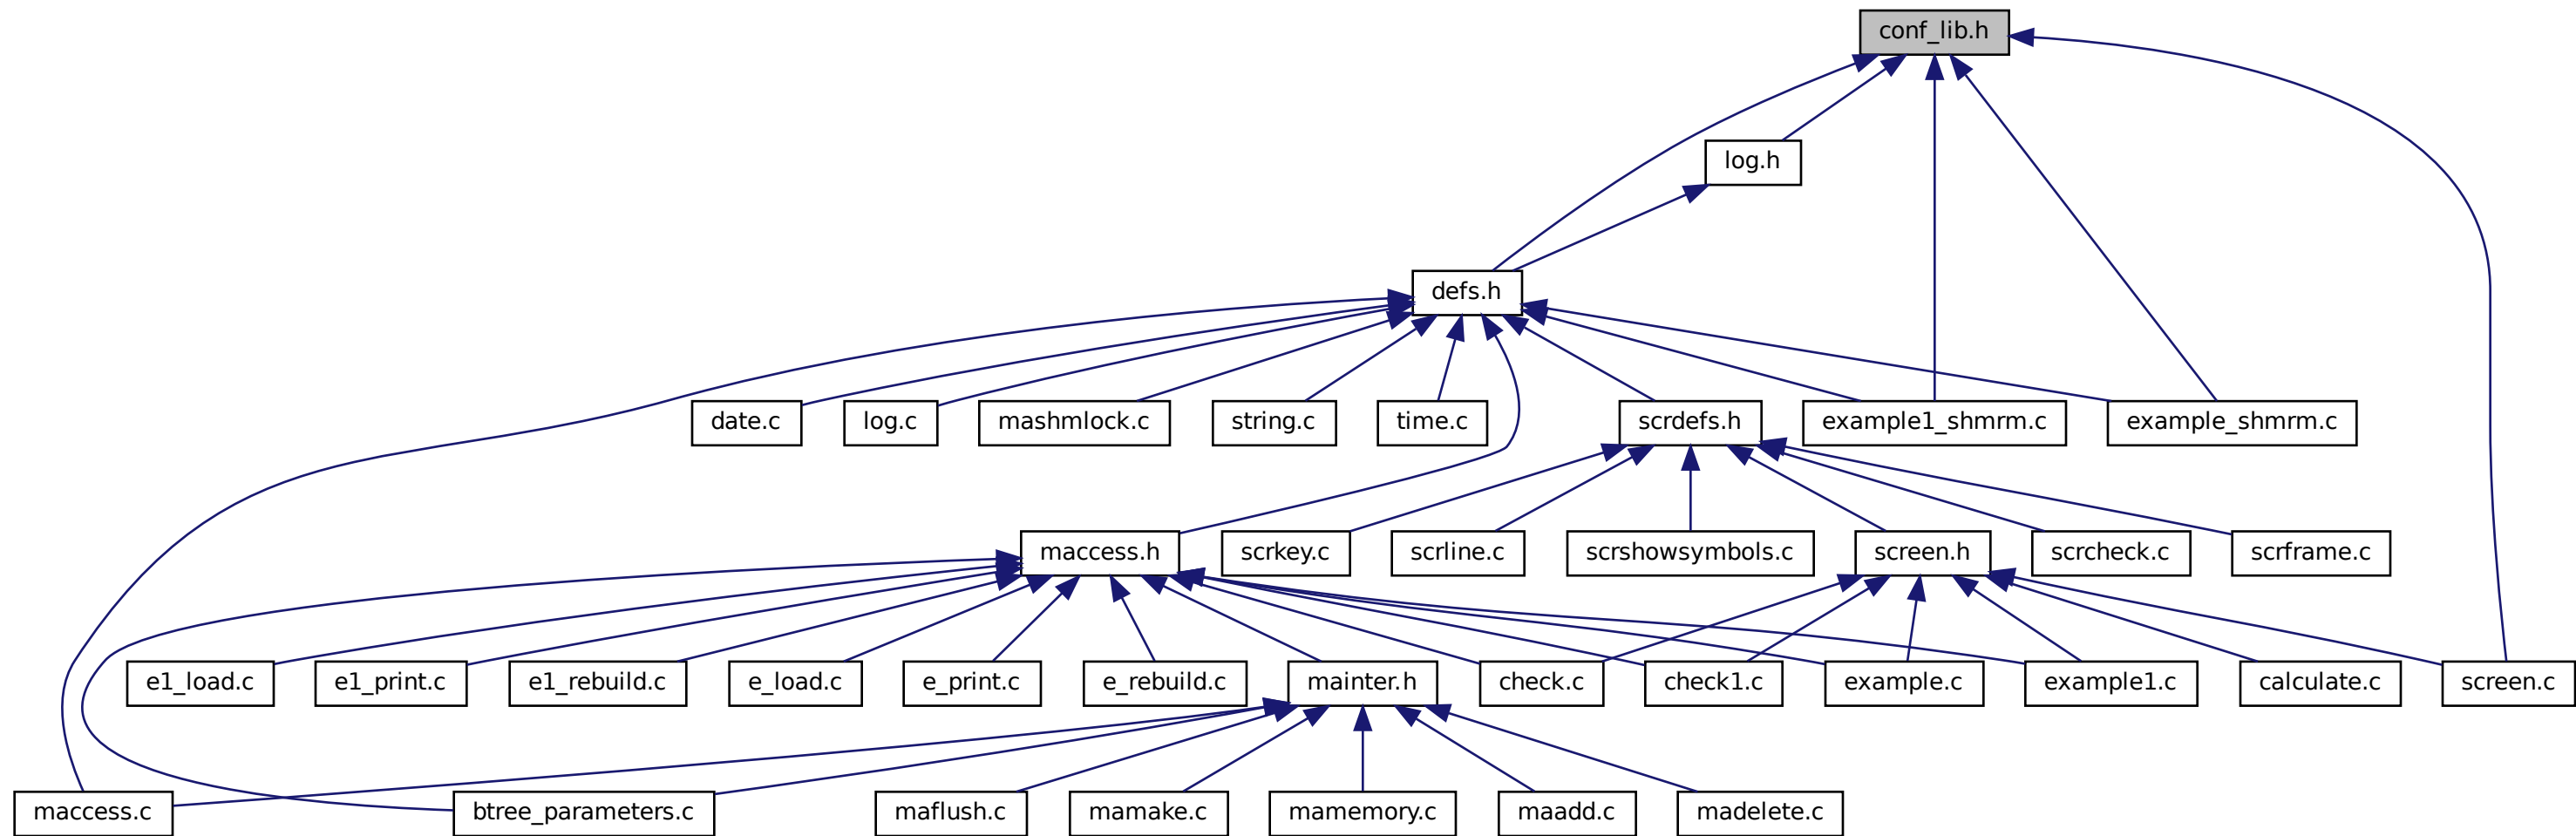 conf_lib.h
log.h
defs.h
date.c
log.c
mashmlock.c
string.c
time.c
scrdefs.h
example1_shmrm.c
example_shmrm.c
maccess.h
scrkey.c
scrline.c
scrshowsymbols.c
screen.h
scrcheck.c
scrframe.c
e1_load.c
e1_print.c
e1_rebuild.c
e_load.c
e_print.c
e_rebuild.c
mainter.h
check.c
check1.c
example.c
example1.c
calculate.c
screen.c
maccess.c
btree_parameters.c
maflush.c
mamake.c
mamemory.c
maadd.c
madelete.c